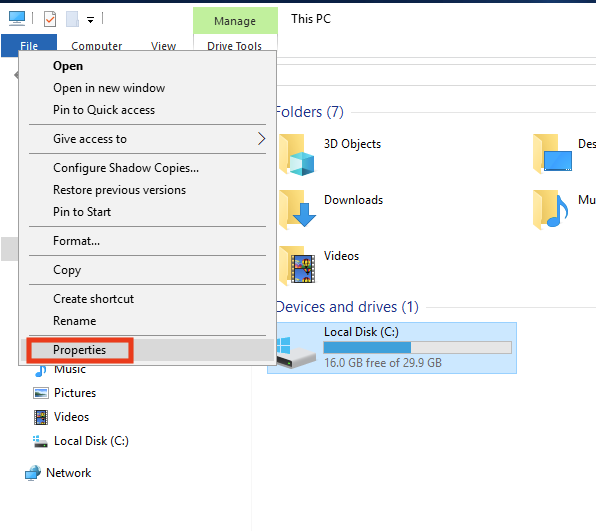 Manage
This PC
File
Computer
View
Drive Tools
Open
Open in new window
Pin to Quick access
Give access to
Configure Shadow Copies...
Restore previous versions
Pin to Start
Format...
Copy
Create shortcut
Rename
Properties
Music
Pictures
Videos
Local Disk (C:)
Network
Folders (7)
3D Objects
Des
Downloads
Mu
Videos
Devices and drives (1)
Local Disk (C:)
16.0 GB free of 29.9 GB